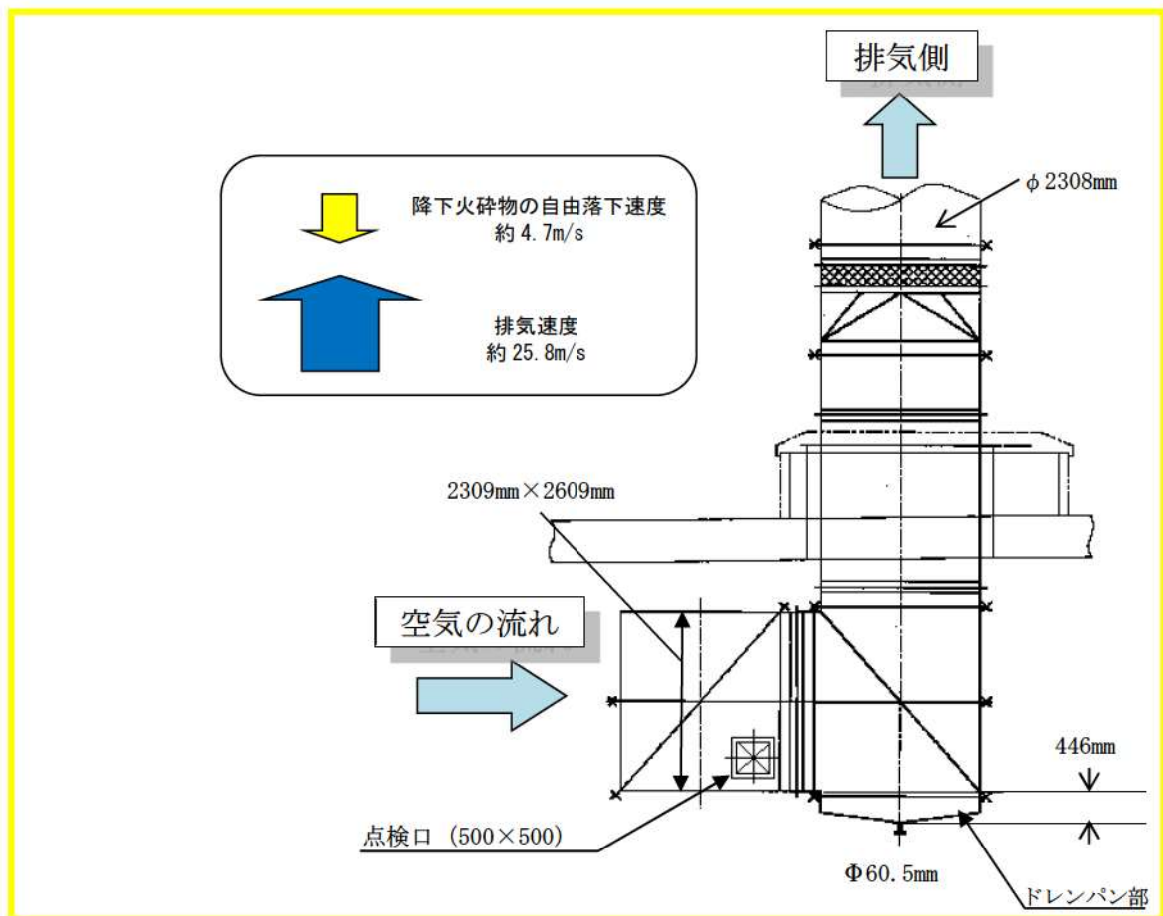 排気側
φ2308mm
降下火砕物の自由落下速度
約 4.7m/s
排気速度
約 25.8m/s
2309mm×2609mm
空気の流れ
446mm
点検口 (500×500)
Φ60.5mm
ドレンパン部